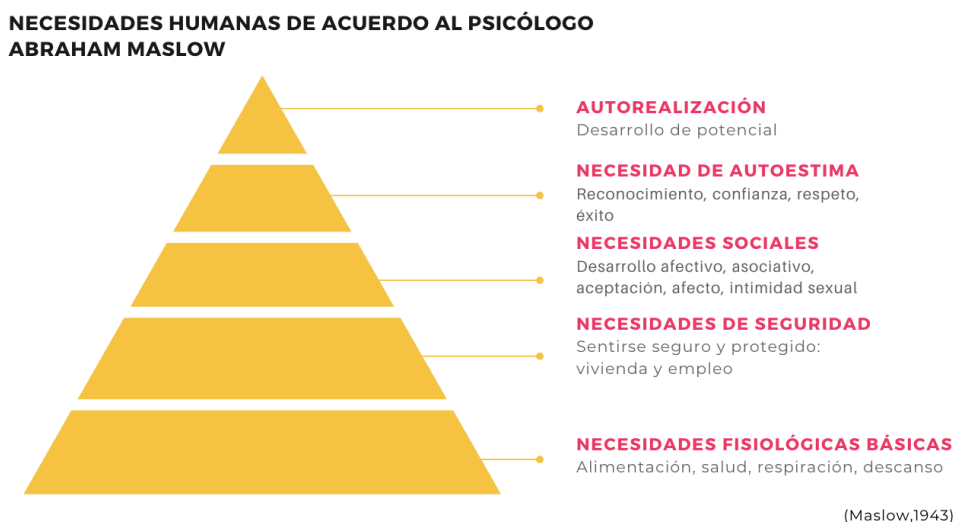 NECESIDADES HUMANAS DE ACUERDO AL PSICÓLOGO
ABRAHAM MASLOW
AUTOREALIZACIÓN
Desarrollo de potencial
NECESIDAD DE AUTOESTIMA
Reconocimiento, confianza, respeto,
éxito
NECESIDADES SOCIALES
Desarrollo afectivo, asociativo,
aceptación, afecto, intimidad sexual
NECESIDADES DE SEGURIDAD
Sentirse seguro y protegido:
vivienda y empleo
NECESIDADES FISIOLÓGICAS BÁSICAS
Alimentación, salud, respiración, descanso
(Maslow,1943)